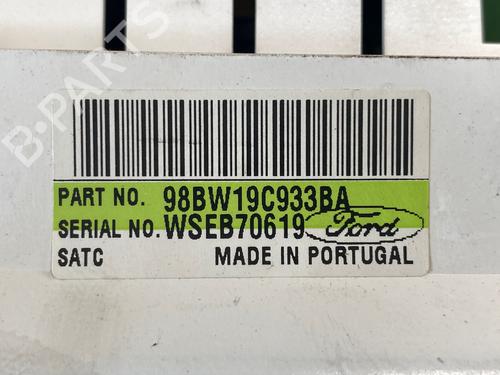 B-PARTS
PART NO. 98BW19C933BA
SERIAL NO. WSEB70619 Ford
SATC MADE IN PORTUGAL